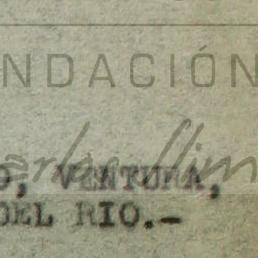 NDACIÓN
O, VENTURA,
DEL RIO.-